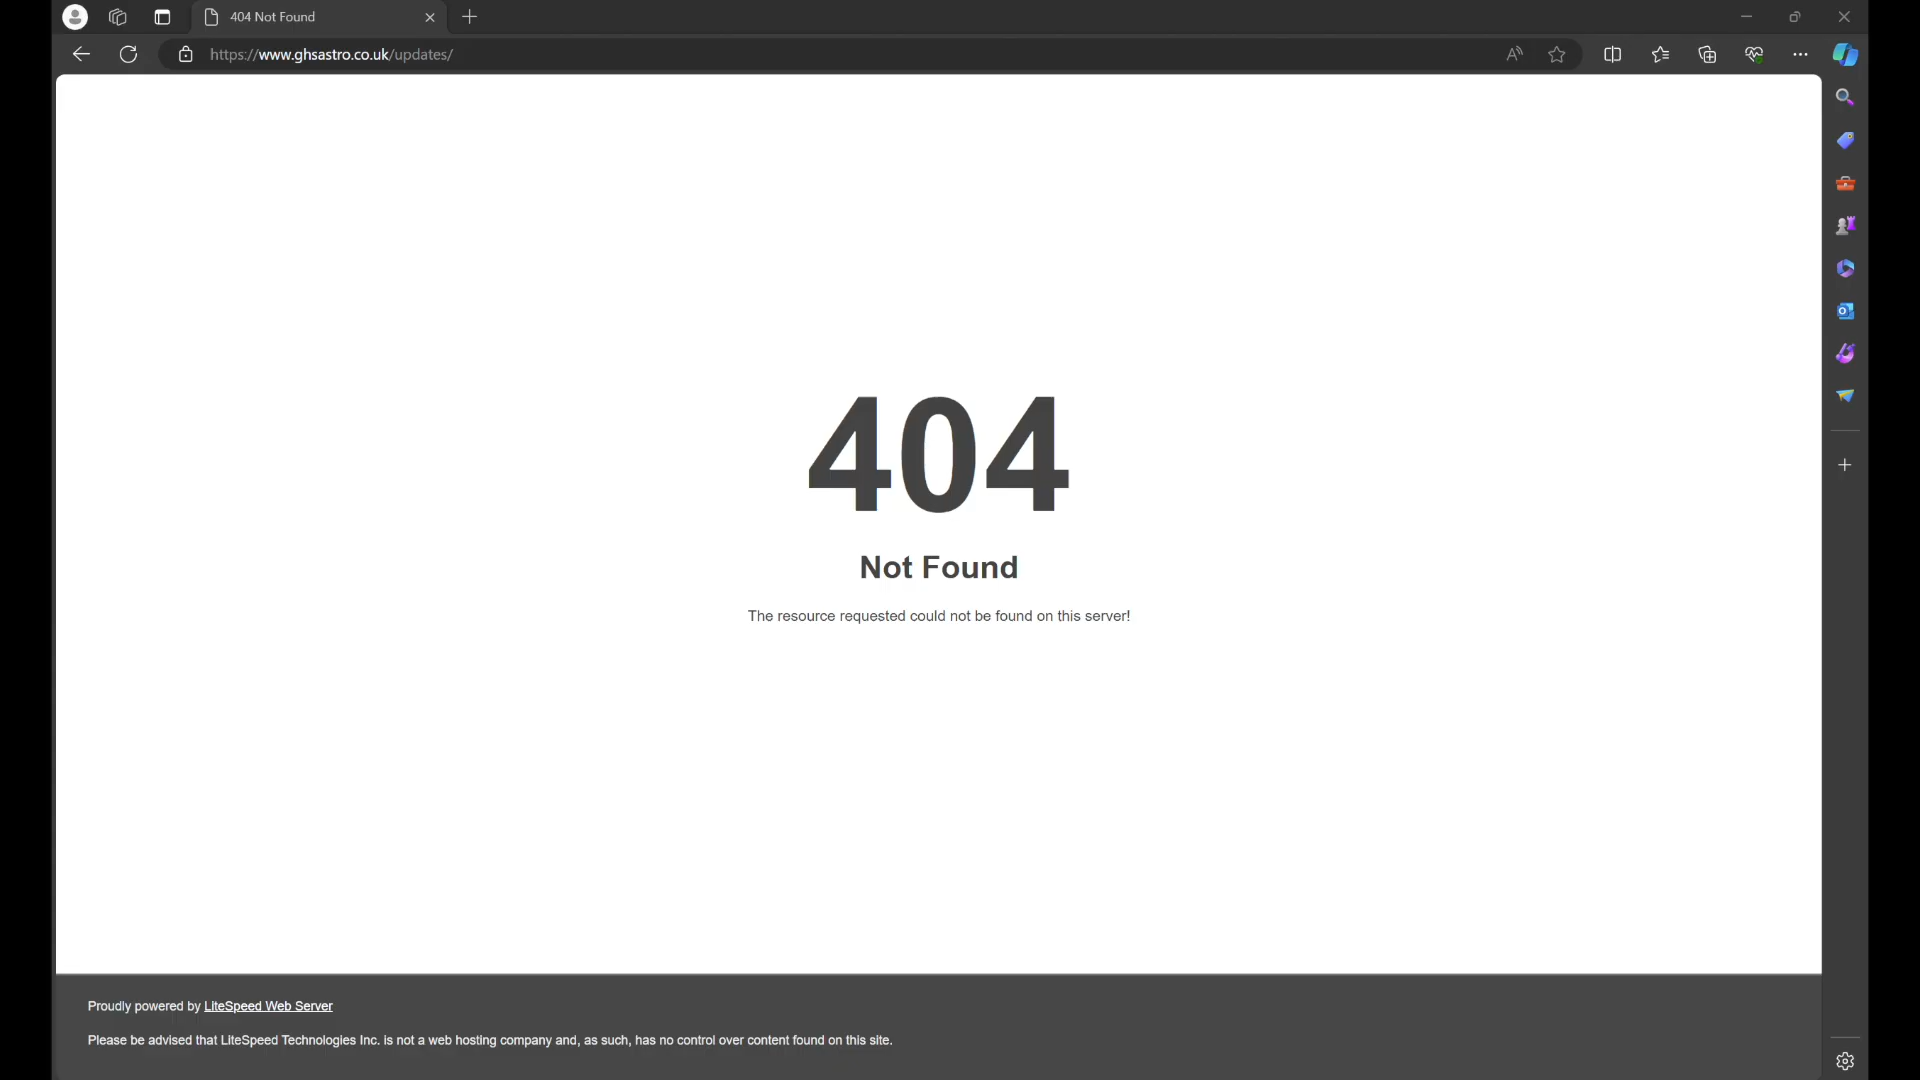 404 Not Found
https://www.ghsastro.co.uk/updates/
404
Not Found
The resource requested could not be found on this server!
Proudly powered by LiteSpeed Web Server
Please be advised that LiteSpeed Technologies Inc. is not a web hosting company and, as such, has no control over content found on this site.